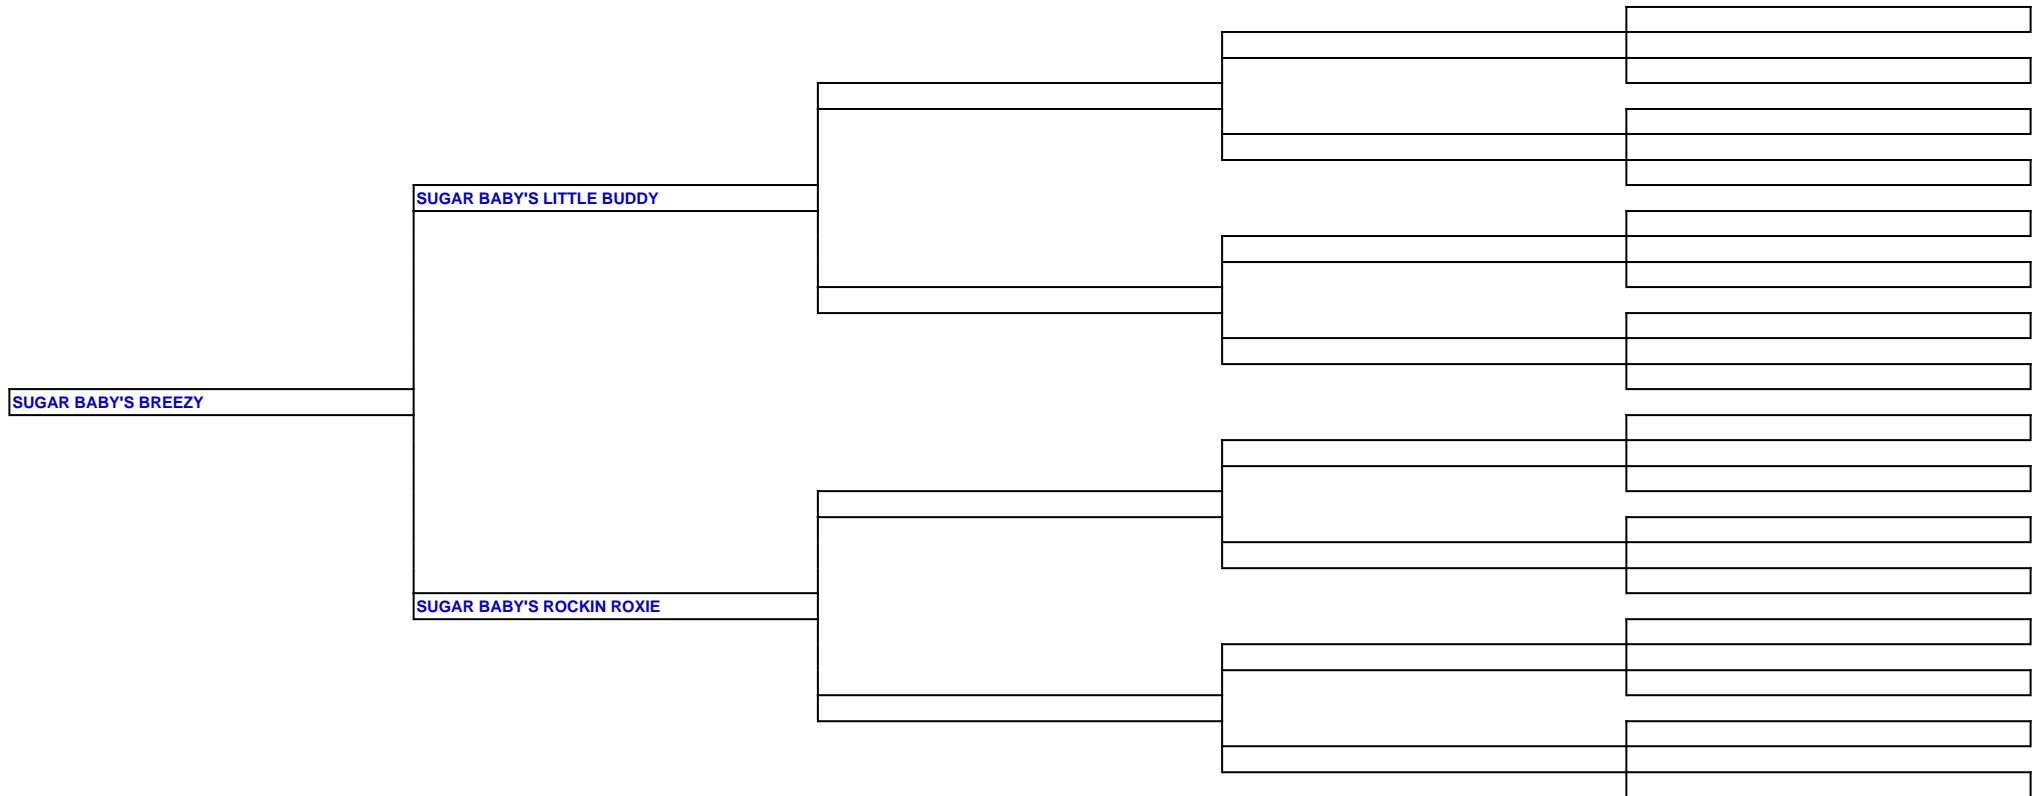 SUGAR BABY'S LITTLE BUDDY
SUGAR BABY'S BREEZY
SUGAR BABY'S ROCKIN ROXIE